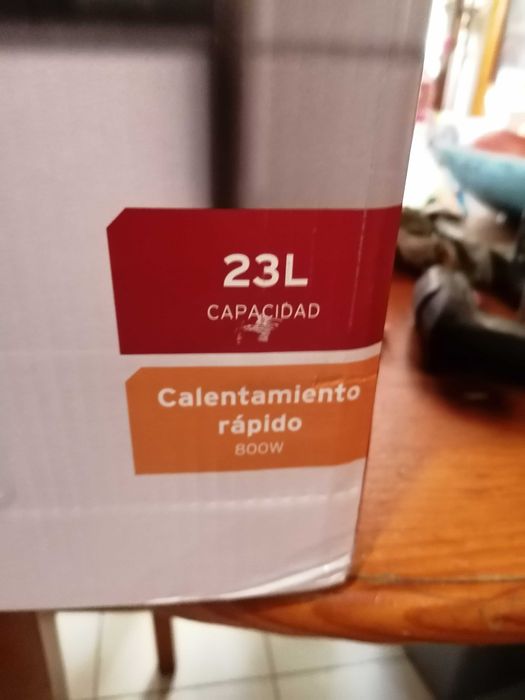 23L
CAPACIDAD
Calentamiento
rápido
800W